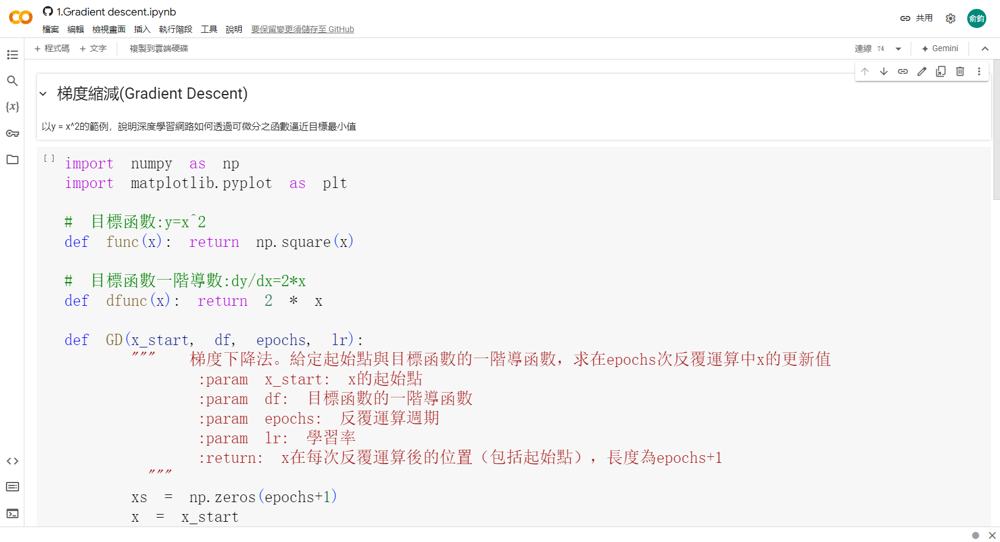 1.Gradient descent.ipynb
檔案 編輯 檢視畫面 插入 執行階段 工具 說明 要保留變更須儲存至 GitHub
共用
俞鈞
+ 程式碼 + 文字 複製到雲端硬碟
連線 T4 Gemini
梯度縮減(Gradient Descent)
以y = x^2的範例，說明深度學習網路如何透過可微分之函數逼近目標最小值
[ ]
import numpy as np
import matplotlib.pyplot as plt
# 目標函數:y=x^2
def func(x): return np.square(x)
# 目標函數一階導數:dy/dx=2*x
def dfunc(x): return 2 * x
def GD(x_start, df, epochs, lr):
""" 梯度下降法。給定起始點與目標函數的一階導函數，求在epochs次反覆運算中x的更新值
:param x_start: x的起始點
:param df: 目標函數的一階導函數
:param epochs: 反覆運算週期
:param lr: 學習率
:return: x在每次反覆運算後的位置（包括起始點），長度為epochs+1
"""
xs = np.zeros(epochs+1)
x = x_start